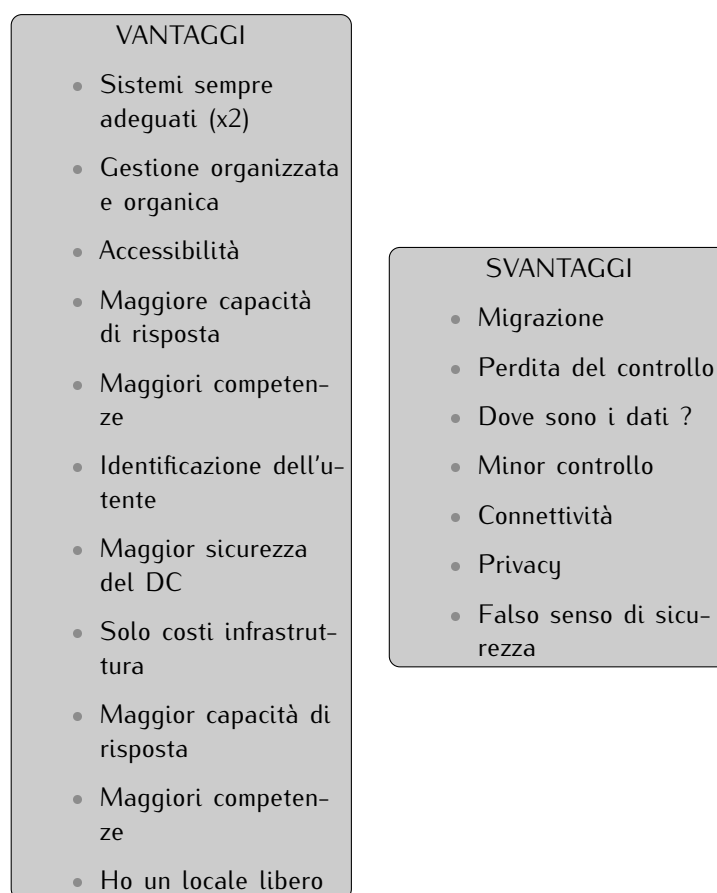 VANTAGGI
Sistemi sempre
adeguati (x2)
Gestione organizzata
e organica
Accessibilità
Maggiore capacità
di risposta
Maggiori competen-
ze
Identificazione dell'u-
tente
Maggior sicurezza
del DC
Solo costi infrastrut-
tura
Maggior capacità di
risposta
Maggiori competen-
ze
Ho un locale libero
SVANTAGGI
Migrazione
Perdita del controllo
Dove sono i dati ?
Minor controllo
Connettività
Privacy
Falso senso di sicu-
rezza